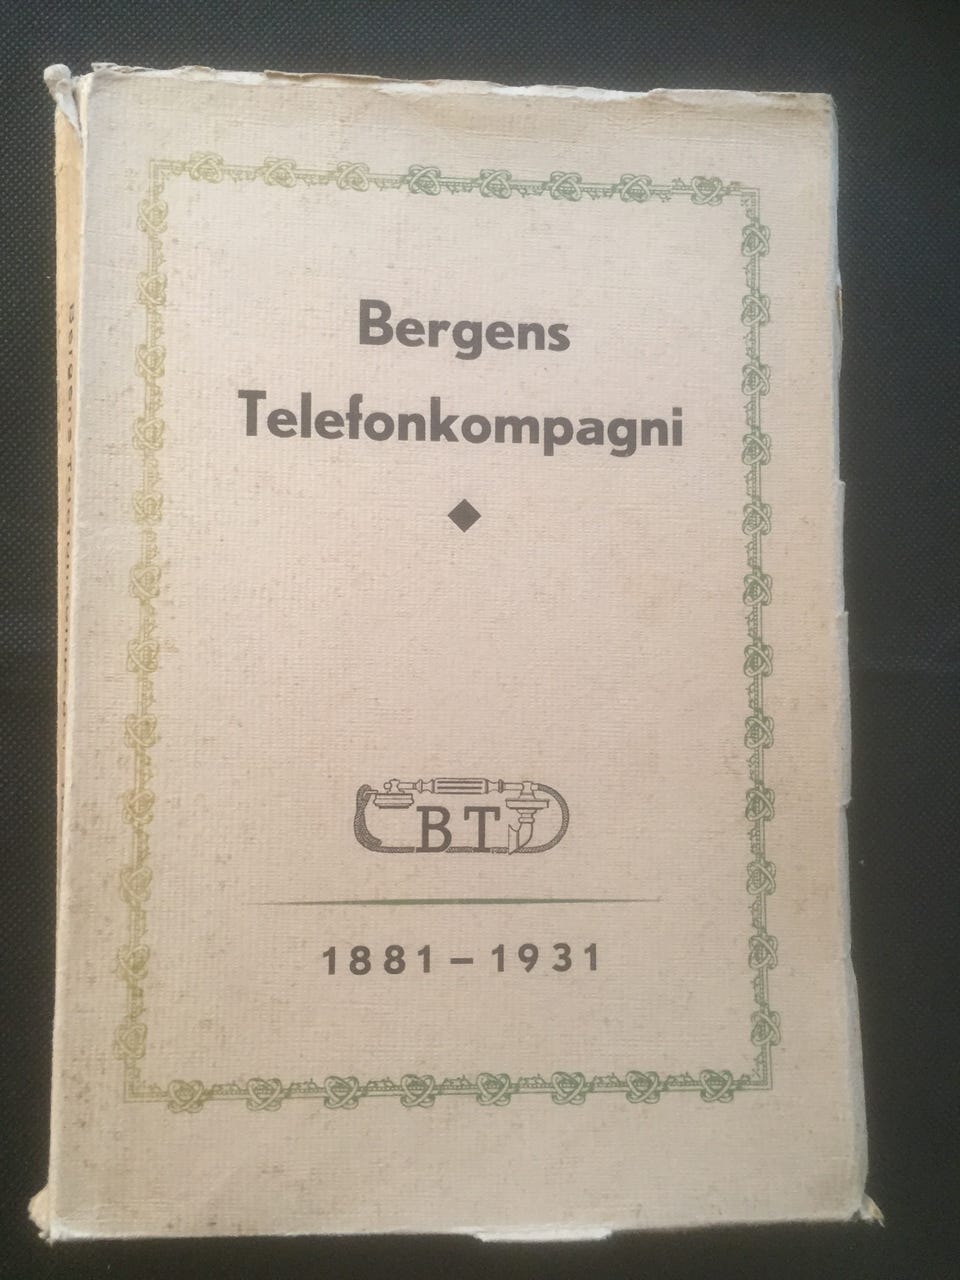 Bergens
Telefonkompagni
BT
1881 – 1931